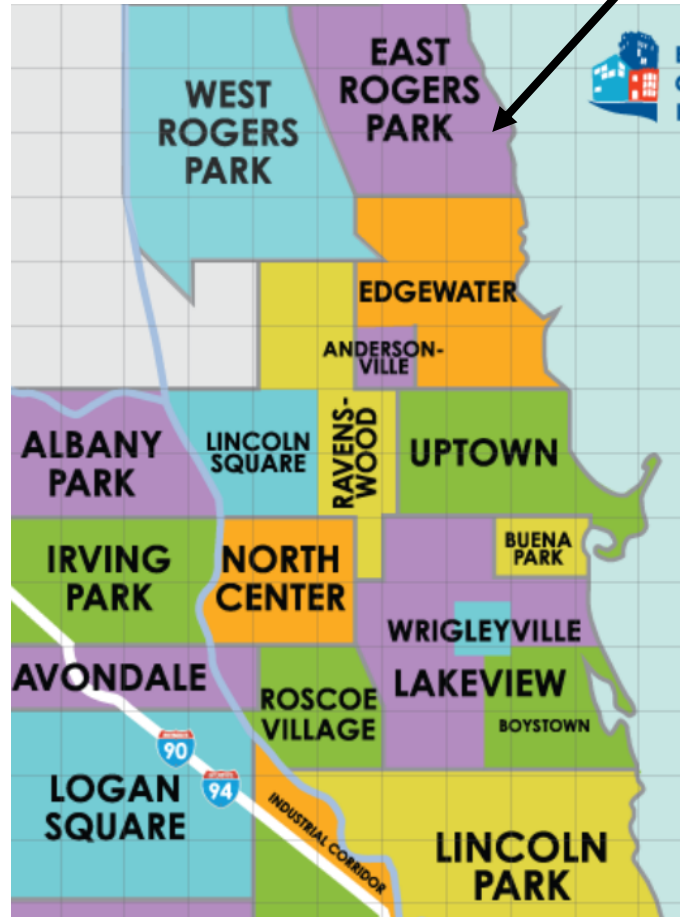 EAST
ROGERS
PARK
WEST
ROGERS
PARK
EDGEWATER
ANDERSON-
VILLE
RAVENS-
WOOD
ALBANY
PARK
LINCOLN
SQUARE
UPTOWN
IRVING
PARK
NORTH
CENTER
BUENA
PARK
WRIGLEYVILLE
AVONDALE
ROSCOE
VILLAGE
LAKEVIEW
BOYSTOWN
90
94
LOGAN
SQUARE
INDUSTRIAL CORRIDOR
LINCOLN
PARK